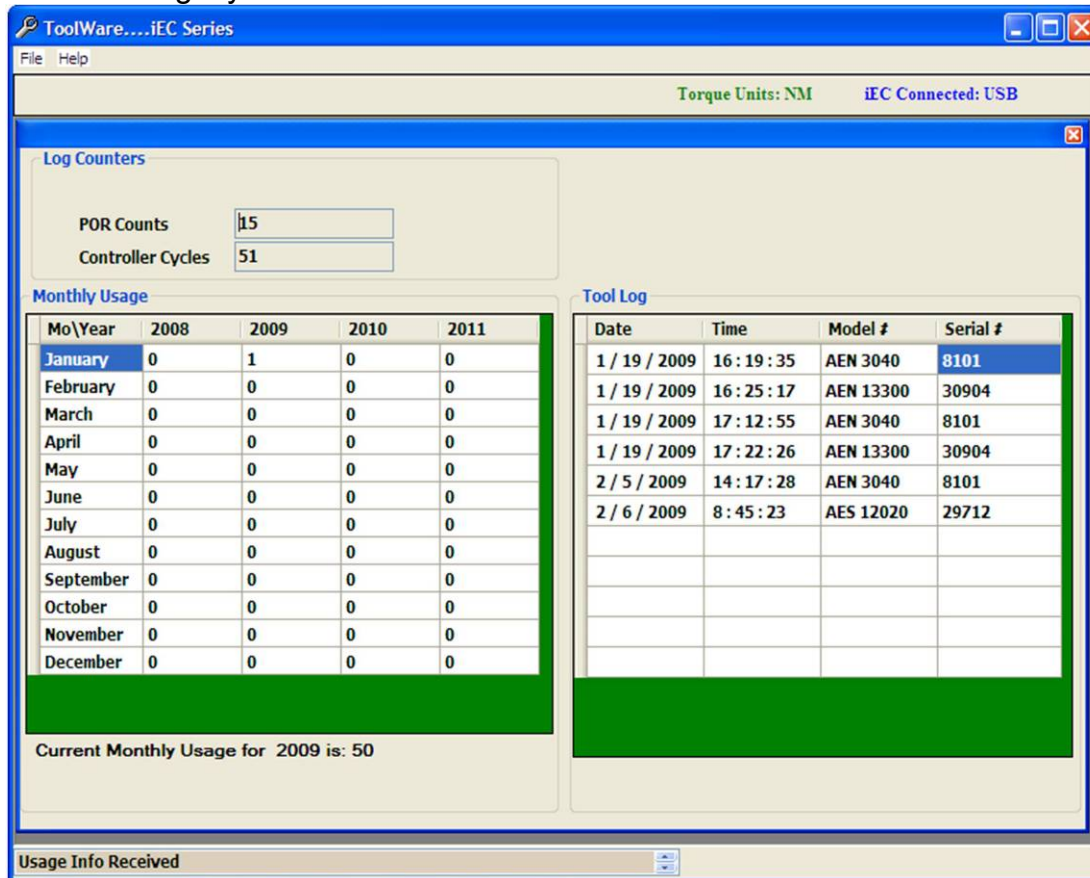 ToolWare....iEC Series
File Help
Torque Units: NM iEC Connected: USB
Log Counters
POR Counts 15
Controller Cycles 51
Monthly Usage
Mo\Year 2008 2009 2010 2011
January 0 1 0 0
February 0 0 0 0
March 0 0 0 0
April 0 0 0 0
May 0 0 0 0
June 0 0 0 0
July 0 0 0 0
August 0 0 0 0
September 0 0 0 0
October 0 0 0 0
November 0 0 0 0
December 0 0 0 0
Current Monthly Usage for 2009 is: 50
Tool Log
Date Time Model # Serial #
1 / 19 / 2009 16 : 19 : 35 AEN 3040 8101
1 / 19 / 2009 16 : 25 : 17 AEN 13300 30904
1 / 19 / 2009 17 : 12 : 55 AEN 3040 8101
1 / 19 / 2009 17 : 22 : 26 AEN 13300 30904
2 / 5 / 2009 14 : 17 : 28 AEN 3040 8101
2 / 6 / 2009 8 : 45 : 23 AES 12020 29712
Usage Info Received